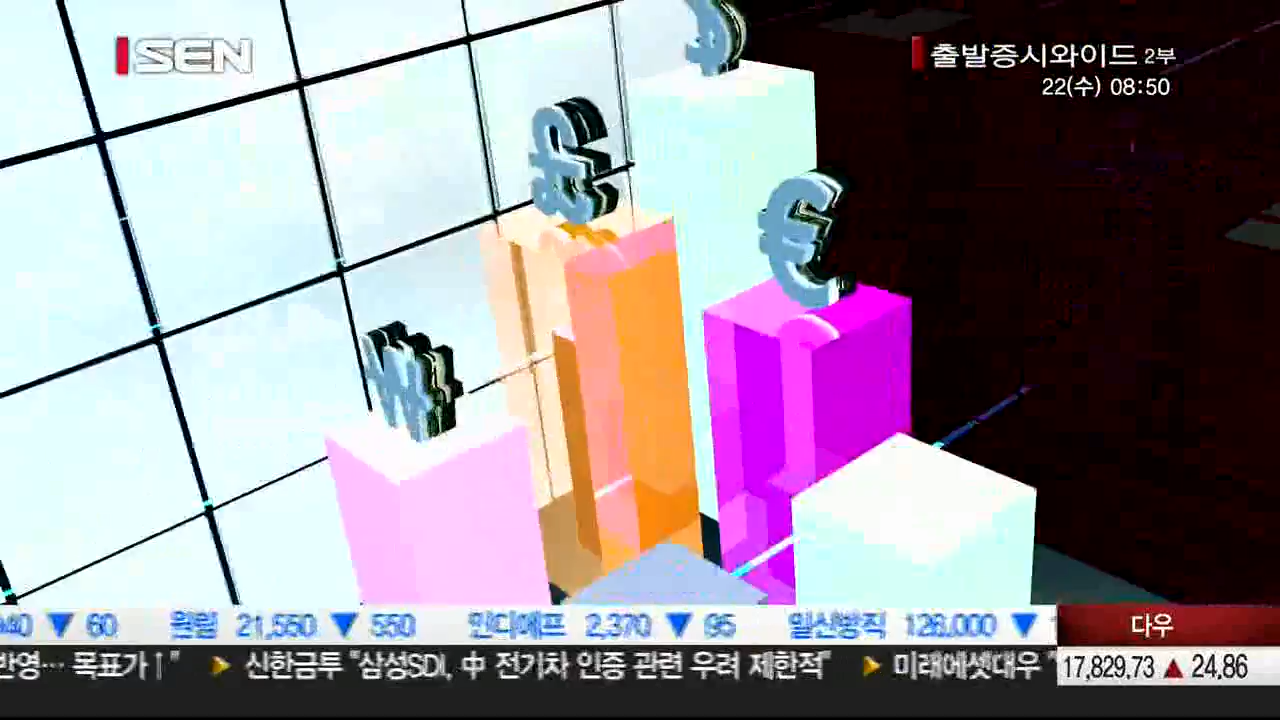 SEN
출발증시와이드 2부
22(수) 08:50
₩ £ $ €
▼ 60 원림 21,550 ▼ 550 인디에프 2,370 ▼ 95 일신방직 126.000 ▼
다우
반영… 목표가↑" ▶ 신한금투 "삼성SDI, 中 전기차 인증 관련 우려 제한적" ▶ 미래에셋대우 "
17,829.73 ▲ 24.86